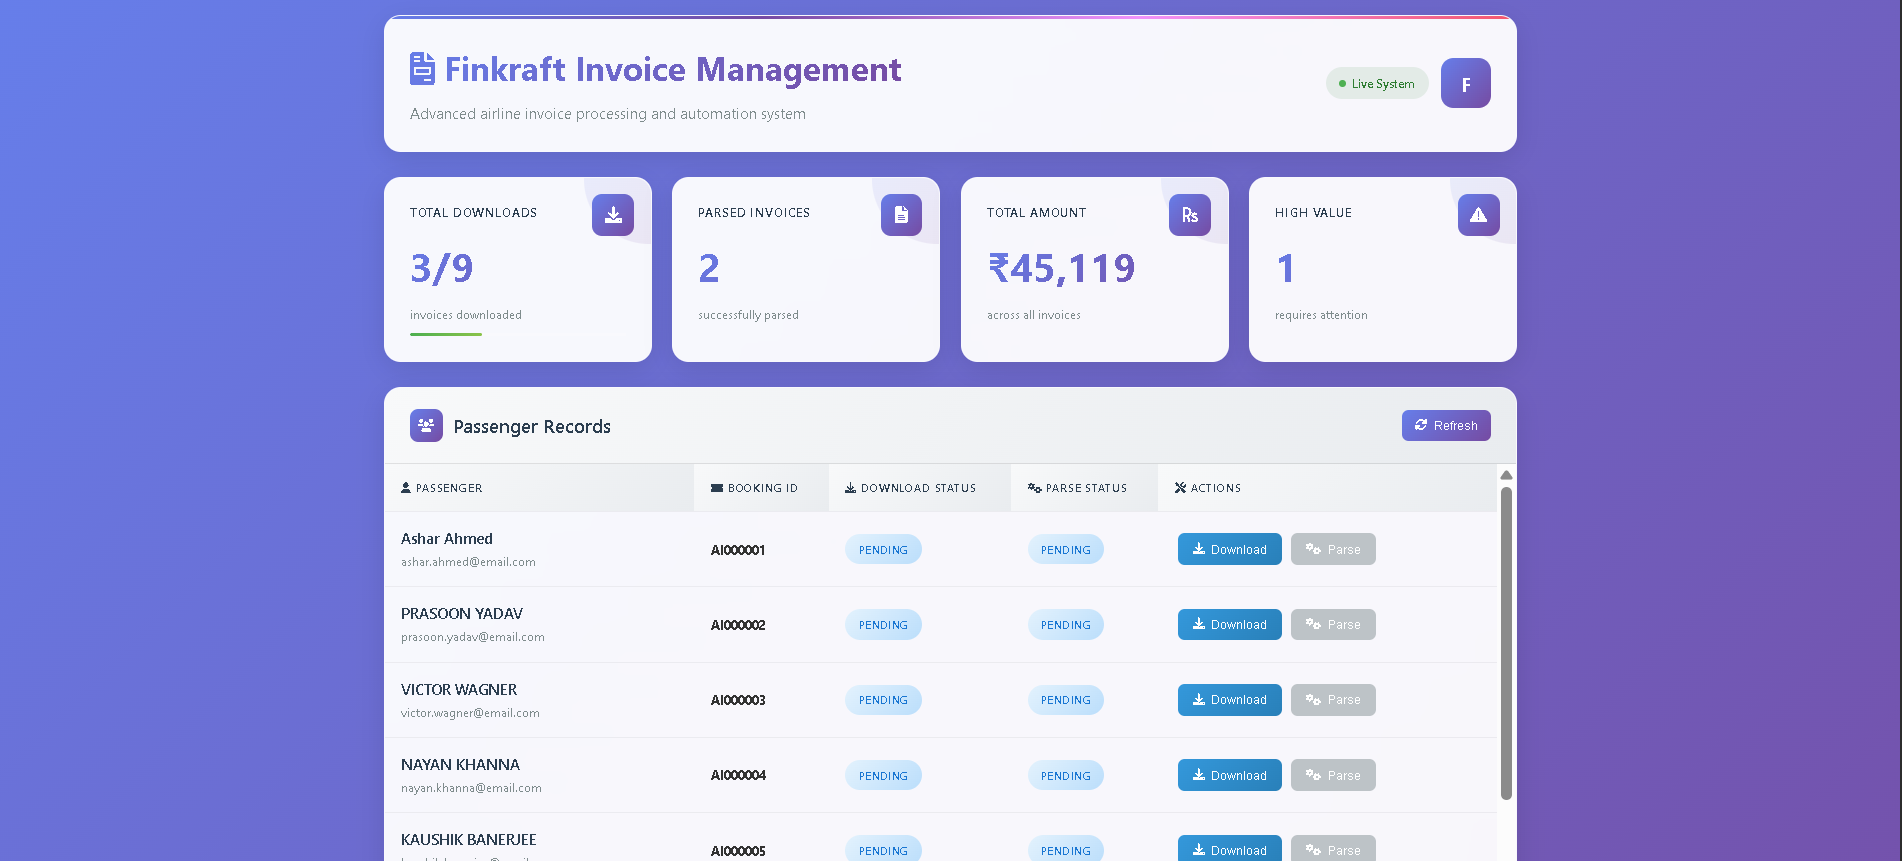 Finkraft Invoice Management
Advanced airline invoice processing and automation system
Live System
F
TOTAL DOWNLOADS
3/9
invoices downloaded
PARSED INVOICES
2
successfully parsed
TOTAL AMOUNT
Rs
₹45,119
across all invoices
HIGH VALUE
1
requires attention
Passenger Records
Refresh
PASSENGER BOOKING ID DOWNLOAD STATUS PARSE STATUS ACTIONS
Ashar Ahmed
ashar.ahmed@email.com
AI000001 PENDING PENDING Download Parse
PRASOON YADAV
prasoon.yadav@email.com
AI000002 PENDING PENDING Download Parse
VICTOR WAGNER
victor.wagner@email.com
AI000003 PENDING PENDING Download Parse
NAYAN KHANNA
nayan.khanna@email.com
AI000004 PENDING PENDING Download Parse
KAUSHIK BANERJEE
AI000005 PENDING PENDING Download Parse